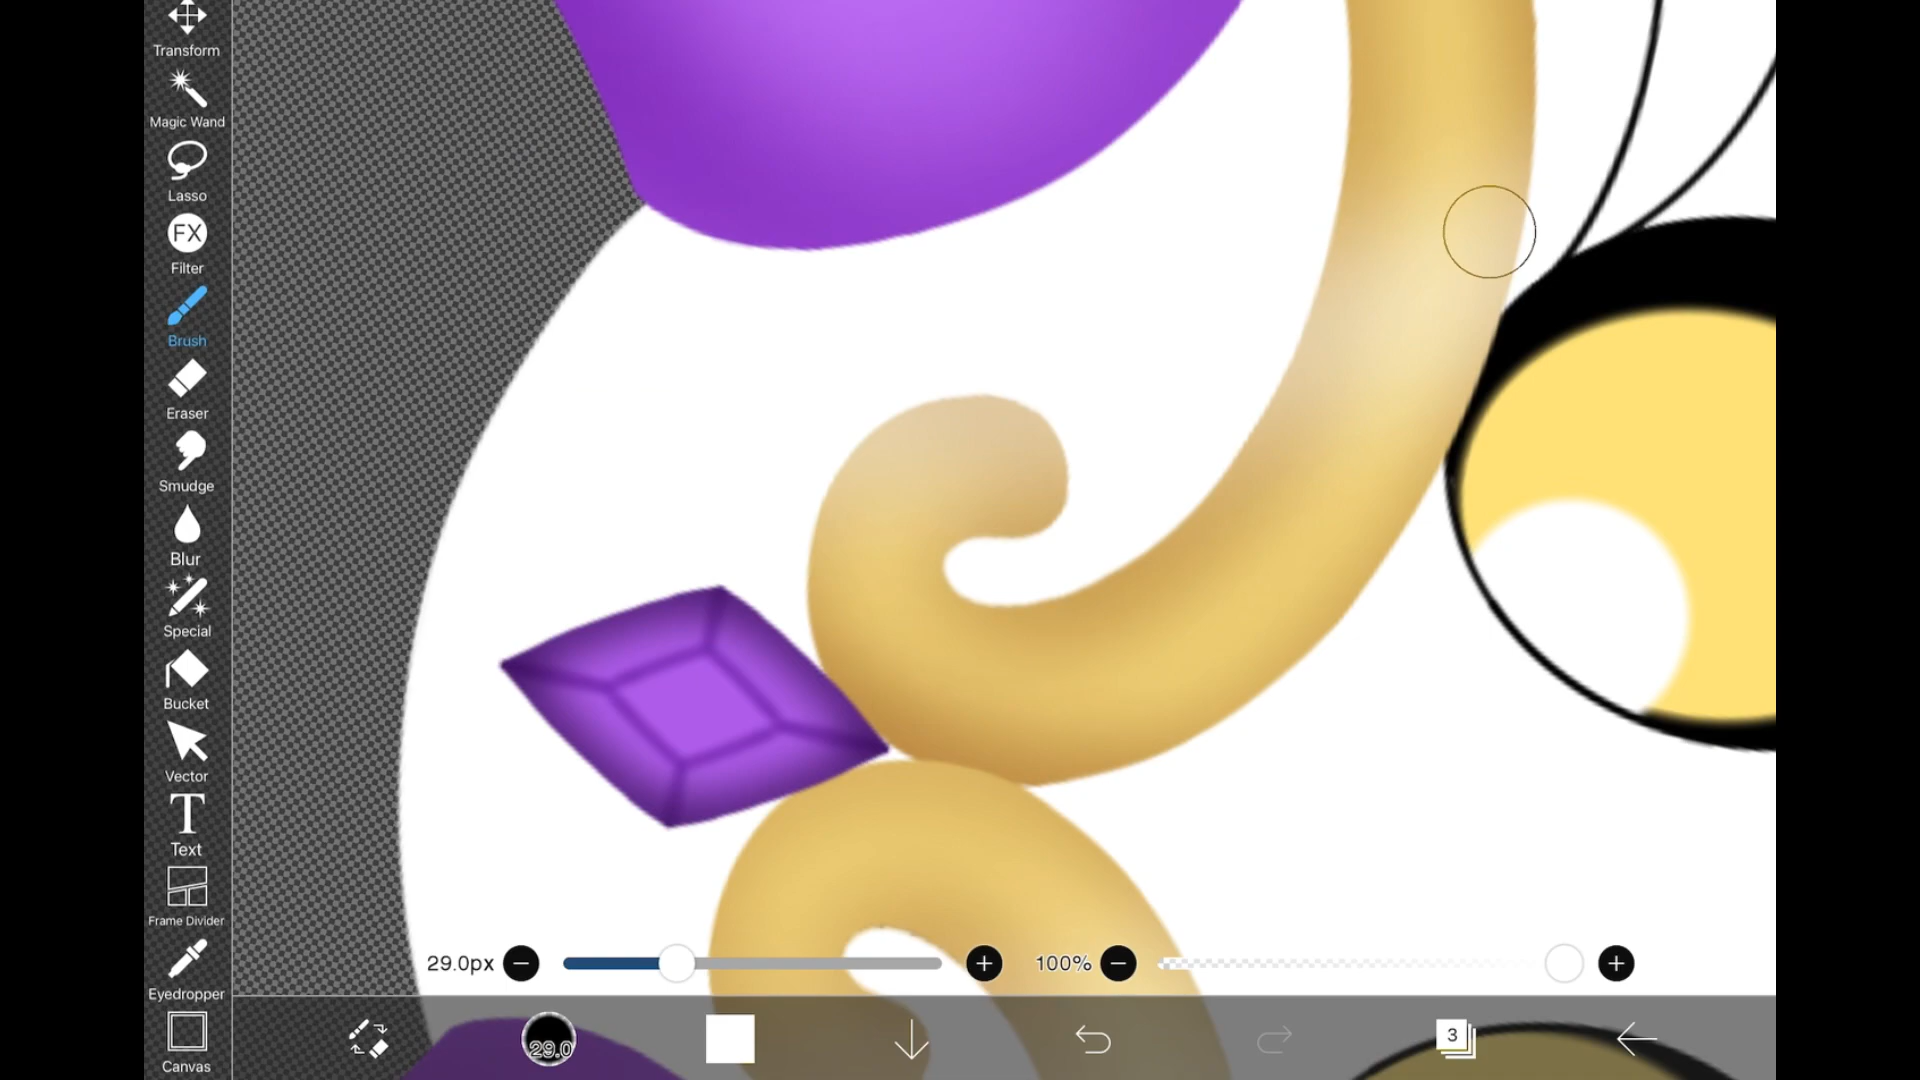 Transform
Magic Wand
Lasso
FX
Filter
Brush
Eraser
Smudge
Blur
Special
Bucket
Vector
T
Text
Frame Divider
Eyedropper
Canvas
29.0px
100%
29.0
3